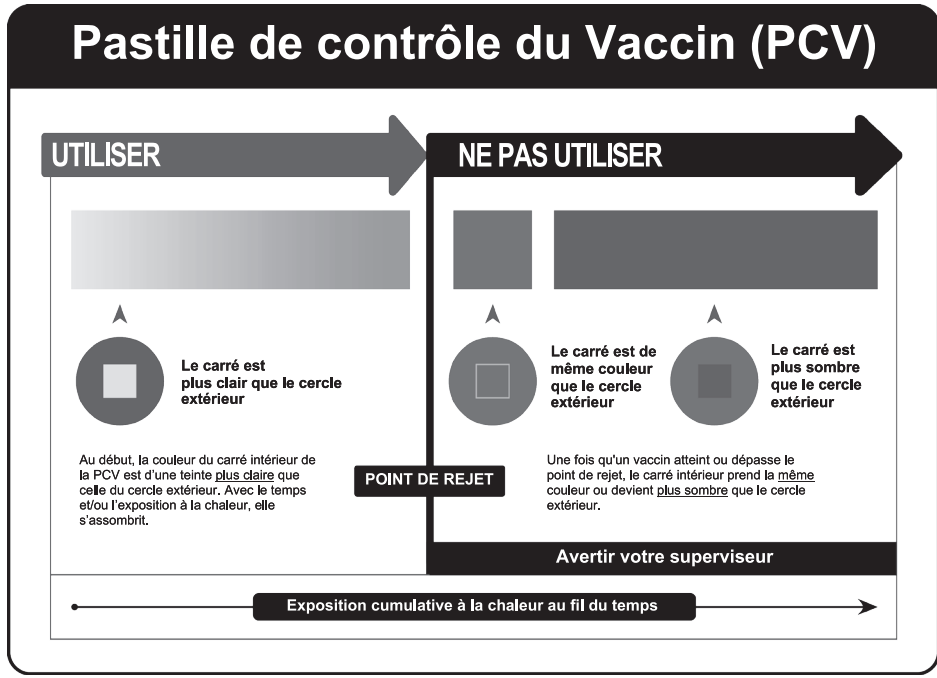 Pastille de contrôle du Vaccin (PCV)
UTILISER
NE PAS UTILISER
Le carré est
plus clair que le cercle
extérieur
Le carré est de
même couleur
que le cercle
extérieur
Le carré est
plus sombre
que le cercle
extérieur
Au début, la couleur du carré intérieur de
la PCV est d'une teinte plus claire que
celle du cercle extérieur. Avec le temps
et/ou l'exposition à la chaleur, elle
s'assombrit.
POINT DE REJET
Une fois qu'un vaccin atteint ou dépasse le
point de rejet, le carré intérieur prend la même
couleur ou devient plus sombre que le cercle
extérieur.
Avertir votre superviseur
Exposition cumulative à la chaleur au fil du temps